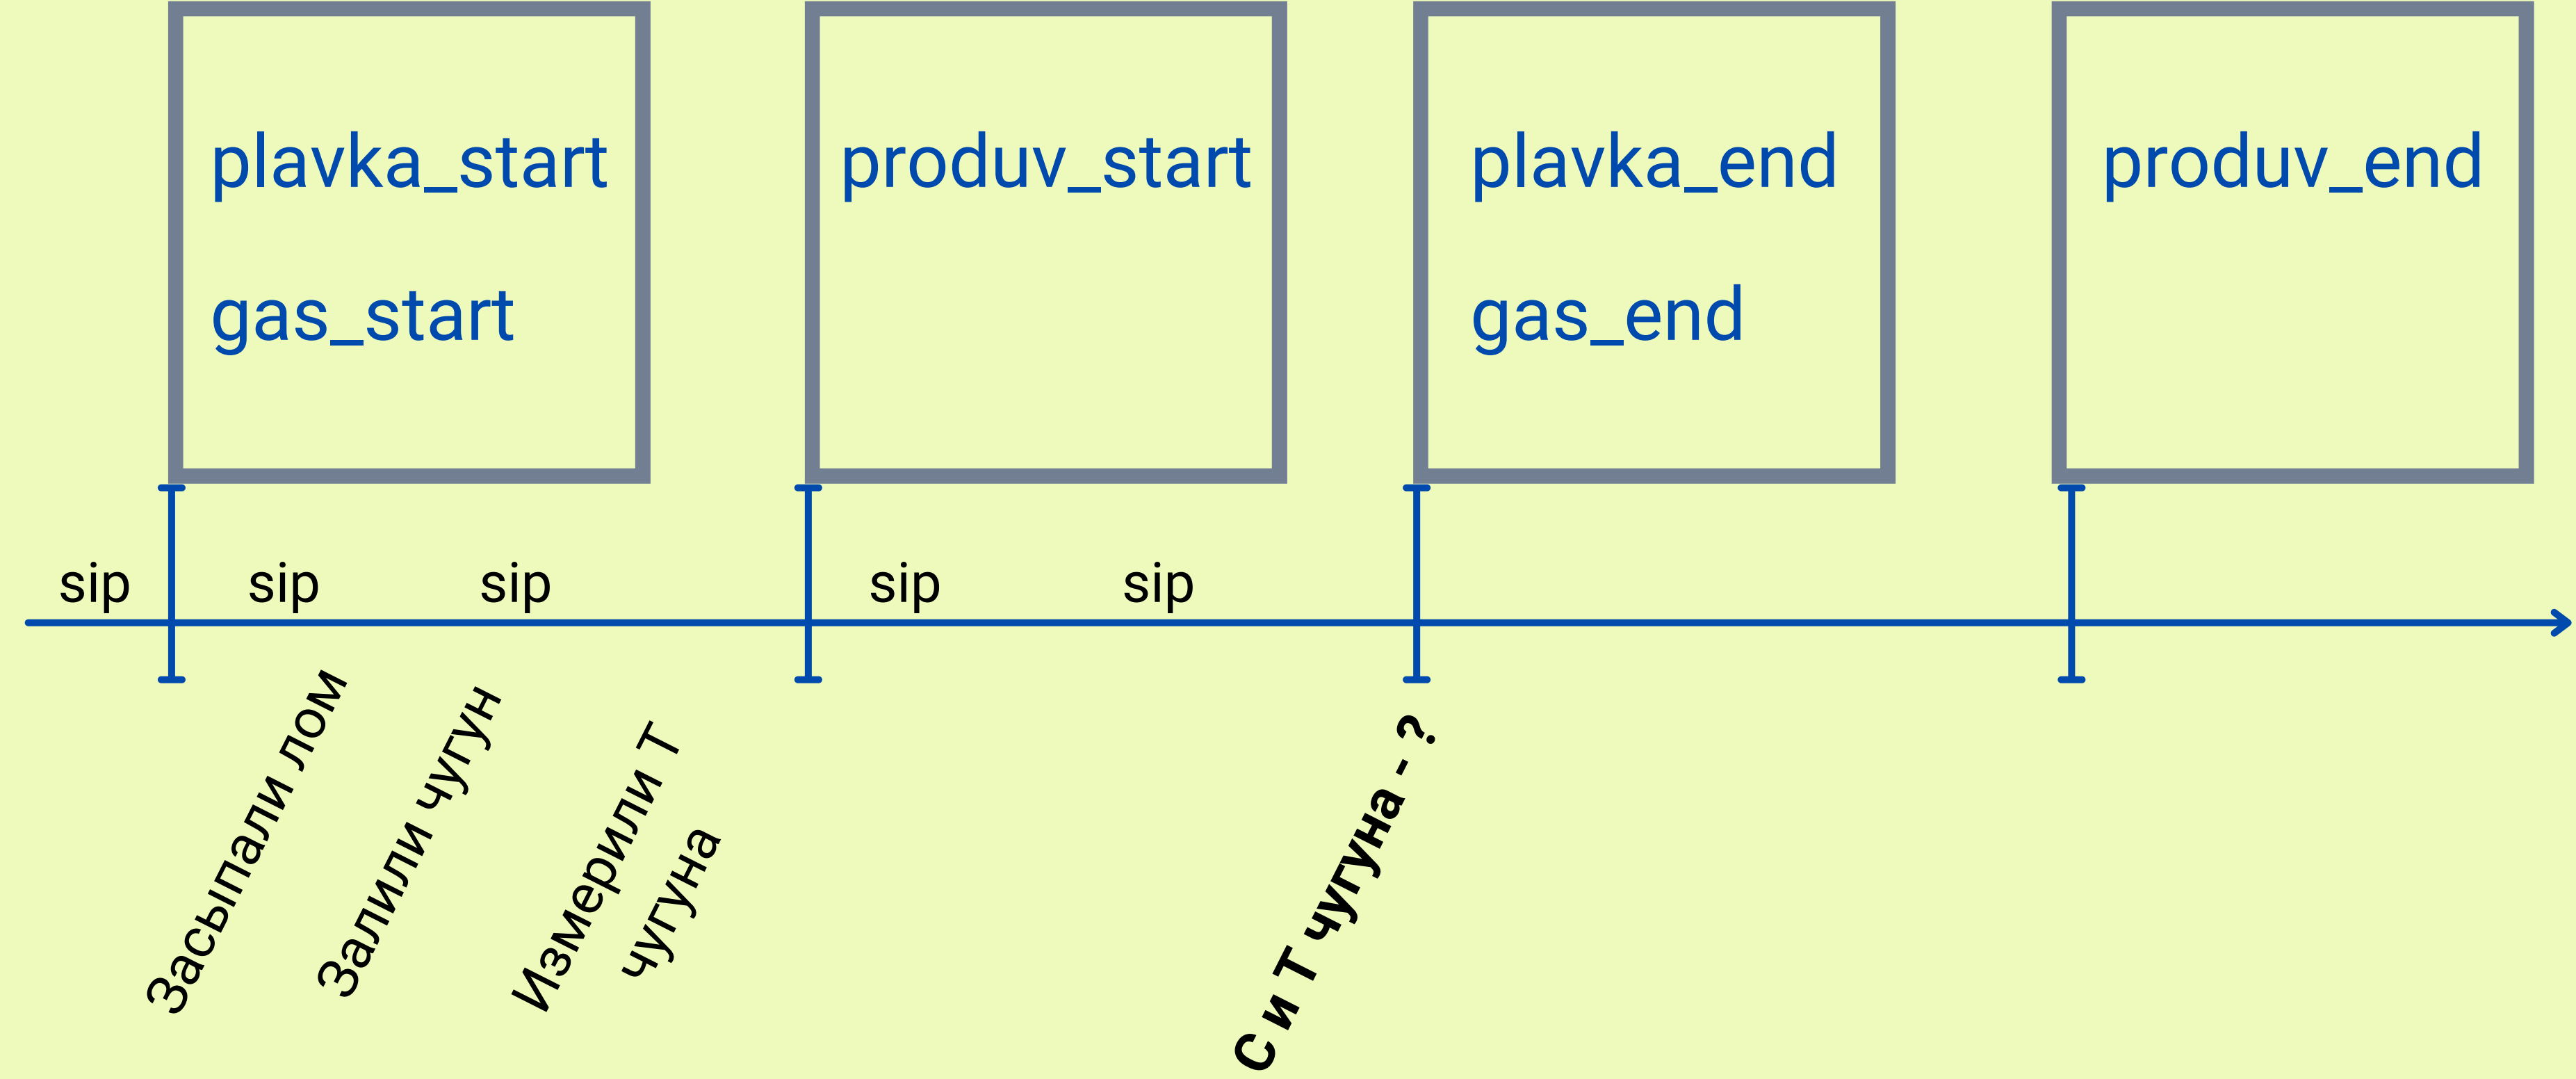 plavka_start
gas_start
produv_start
plavka_end
gas_end
produv_end
sip
sip
sip
sip
sip
Засыпали лом
Залили чугун
Измерили Т
чугуна
С и Т чугуна - ?